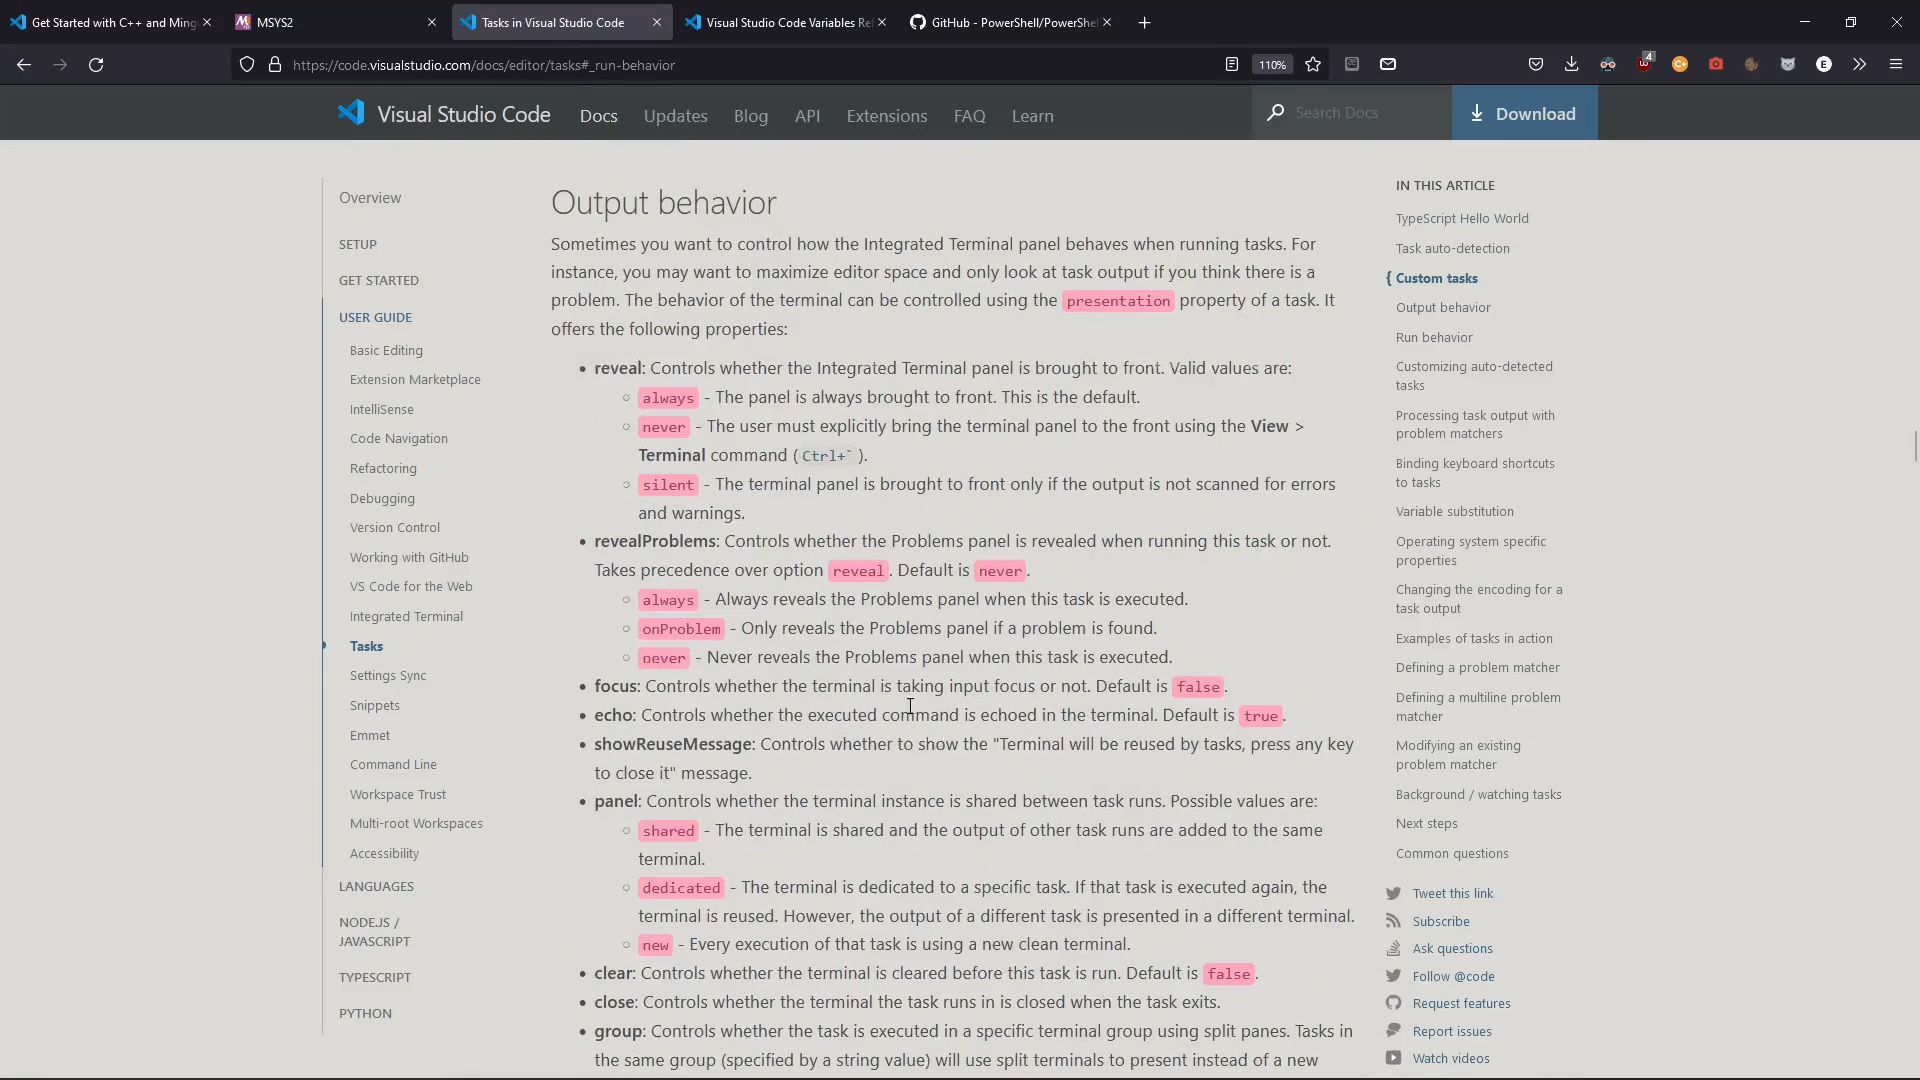 Get Started with C++ and Ming
MSYS2
Tasks in Visual Studio Code
Visual Studio Code Variables Re
GitHub - PowerShell/PowerShe
https://code.visualstudio.com/docs/editor/tasks#_run-behavior
110%
4
E
Visual Studio Code
Docs
Updates
Blog
API
Extensions
FAQ
Learn
Search Docs
Download
Overview
SETUP
GET STARTED
USER GUIDE
Basic Editing
Extension Marketplace
IntelliSense
Code Navigation
Refactoring
Debugging
Version Control
Working with GitHub
VS Code for the Web
Integrated Terminal
Tasks
Settings Sync
Snippets
Emmet
Command Line
Workspace Trust
Multi-root Workspaces
Accessibility
LANGUAGES
NODE.JS /
JAVASCRIPT
TYPESCRIPT
PYTHON
Output behavior
Sometimes you want to control how the Integrated Terminal panel behaves when running tasks. For
instance, you may want to maximize editor space and only look at task output if you think there is a
problem. The behavior of the terminal can be controlled using the presentation property of a task. It
offers the following properties:
• reveal: Controls whether the Integrated Terminal panel is brought to front. Valid values are:
○ always - The panel is always brought to front. This is the default.
○ never - The user must explicitly bring the terminal panel to the front using the View >
Terminal command (Ctrl+`).
○ silent - The terminal panel is brought to front only if the output is not scanned for errors
and warnings.
• revealProblems: Controls whether the Problems panel is revealed when running this task or not.
Takes precedence over option reveal. Default is never.
○ always - Always reveals the Problems panel when this task is executed.
○ onProblem - Only reveals the Problems panel if a problem is found.
○ never - Never reveals the Problems panel when this task is executed.
• focus: Controls whether the terminal is taking input focus or not. Default is false.
• echo: Controls whether the executed command is echoed in the terminal. Default is true.
• showReuseMessage: Controls whether to show the "Terminal will be reused by tasks, press any key
to close it" message.
• panel: Controls whether the terminal instance is shared between task runs. Possible values are:
○ shared - The terminal is shared and the output of other task runs are added to the same
terminal.
○ dedicated - The terminal is dedicated to a specific task. If that task is executed again, the
terminal is reused. However, the output of a different task is presented in a different terminal.
○ new - Every execution of that task is using a new clean terminal.
• clear: Controls whether the terminal is cleared before this task is run. Default is false.
• close: Controls whether the terminal the task runs in is closed when the task exits.
• group: Controls whether the task is executed in a specific terminal group using split panes. Tasks in
the same group (specified by a string value) will use split terminals to present instead of a new
IN THIS ARTICLE
TypeScript Hello World
Task auto-detection
{ Custom tasks
Output behavior
Run behavior
Customizing auto-detected
tasks
Processing task output with
problem matchers
Binding keyboard shortcuts
to tasks
Variable substitution
Operating system specific
properties
Changing the encoding for a
task output
Examples of tasks in action
Defining a problem matcher
Defining a multiline problem
matcher
Modifying an existing
problem matcher
Background / watching tasks
Next steps
Common questions
Tweet this link
Subscribe
Ask questions
Follow @code
Request features
Report issues
Watch videos